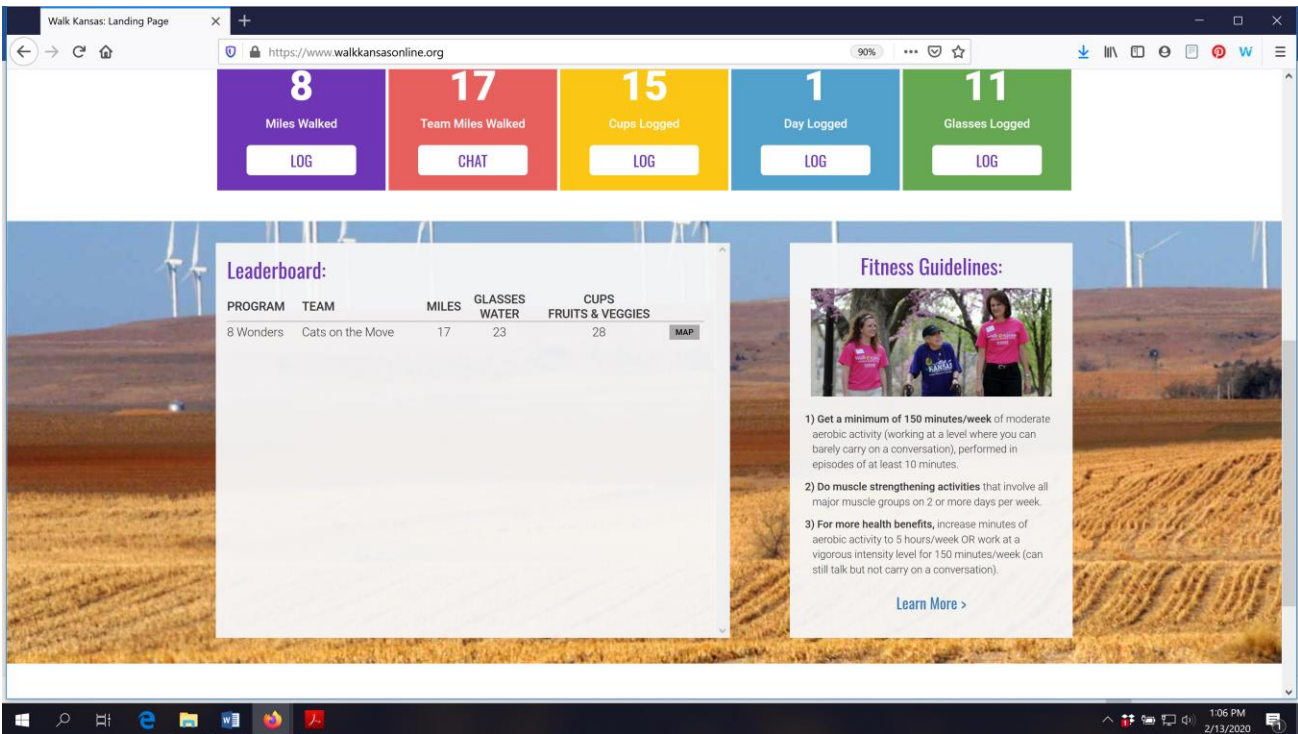 Walk Kansas: Landing Page
https://www.walkkansasonline.org
90%
8
17
15
1
11
Miles Walked
Team Miles Walked
Cups Logged
Day Logged
Glasses Logged
LOG
CHAT
LOG
LOG
LOG
Leaderboard:
PROGRAM TEAM MILES GLASSES WATER CUPS FRUITS & VEGGIES
8 Wonders Cats on the Move 17 23 28 MAP
Fitness Guidelines:
KANSAS
1) Get a minimum of 150 minutes/week of moderate
aerobic activity (working at a level where you can
barely carry on a conversation), performed in
episodes of at least 10 minutes.
2) Do muscle strengthening activities that involve all
major muscle groups on 2 or more days per week.
3) For more health benefits, increase minutes of
aerobic activity to 5 hours/week OR work at a
vigorous intensity level for 150 minutes/week (can
still talk but not carry on a conversation).
Learn More >
1:06 PM
2/13/2020